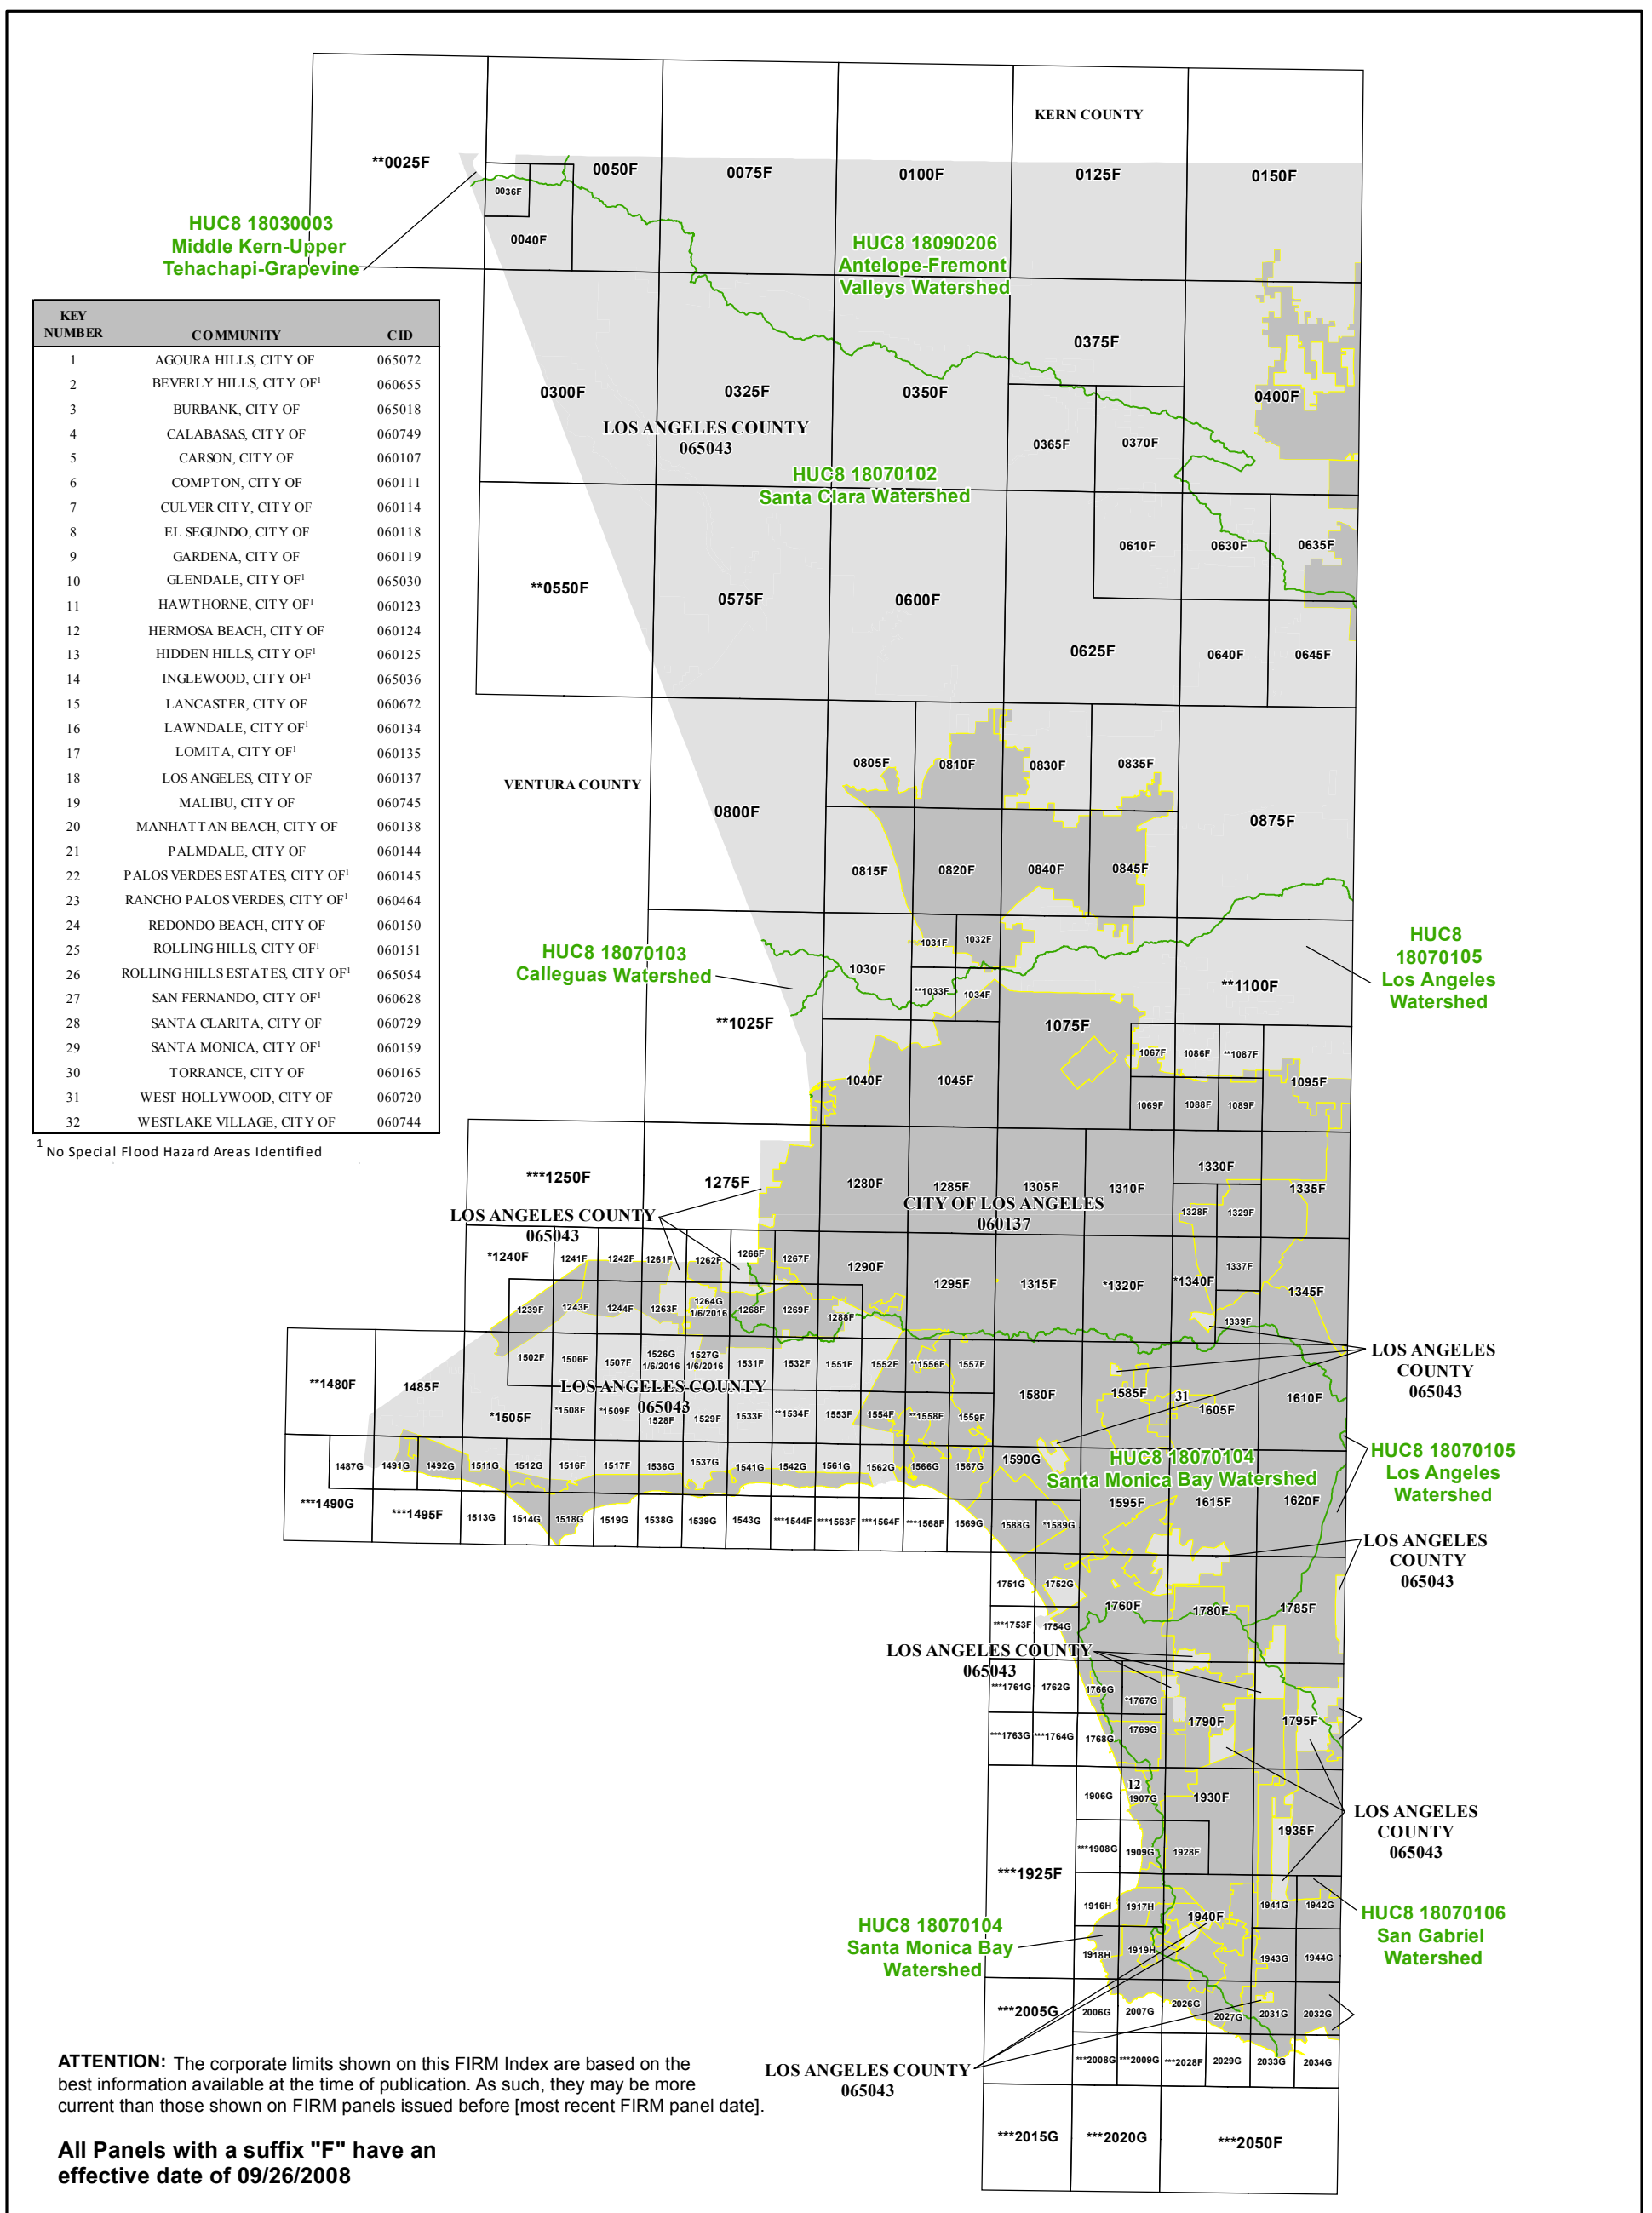 KERN COUNTY
**0025F
0050F
0075F
0100F
0125F
0150F
0036F
0040F
HUC8 18030003
Middle Kern-Upper
Tehachapi-Grapevine
HUC8 18090206
Antelope-Fremont
Valleys Watershed
KEY
NUMBER COMMUNITY CID
1 AGOURA HILLS, CITY OF 065072
2 BEVERLY HILLS, CITY OF¹ 060655
3 BURBANK, CITY OF 065018
4 CALABASAS, CITY OF 060749
5 CARSON, CITY OF 060107
6 COMPTON, CITY OF 060111
7 CULVER CITY, CITY OF 060114
8 EL SEGUNDO, CITY OF 060118
9 GARDENA, CITY OF 060119
10 GLENDALE, CITY OF¹ 065030
11 HAWTHORNE, CITY OF¹ 060123
12 HERMOSA BEACH, CITY OF 060124
13 HIDDEN HILLS, CITY OF¹ 060125
14 INGLEWOOD, CITY OF¹ 065036
15 LANCASTER, CITY OF 060672
16 LAWNDALE, CITY OF¹ 060134
17 LOMITA, CITY OF¹ 060135
18 LOS ANGELES, CITY OF 060137
19 MALIBU, CITY OF 060745
20 MANHATTAN BEACH, CITY OF 060138
21 PALMDALE, CITY OF 060144
22 PALOS VERDES ESTATES, CITY OF¹ 060145
23 RANCHO PALOS VERDES, CITY OF¹ 060464
24 REDONDO BEACH, CITY OF 060150
25 ROLLING HILLS, CITY OF¹ 060151
26 ROLLING HILLS ESTATES, CITY OF¹ 065054
27 SAN FERNANDO, CITY OF¹ 060628
28 SANTA CLARITA, CITY OF 060729
29 SANTA MONICA, CITY OF¹ 060159
30 TORRANCE, CITY OF 060165
31 WEST HOLLYWOOD, CITY OF 060720
32 WESTLAKE VILLAGE, CITY OF 060744
¹ No Special Flood Hazard Areas Identified
0300F
0325F
0350F
0375F
0400F
LOS ANGELES COUNTY
065043
0365F
0370F
HUC8 18070102
Santa Clara Watershed
**0550F
0575F
0600F
0610F
0630F
0635F
0625F
0640F
0645F
VENTURA COUNTY
0800F
0805F
0810F
0830F
0835F
0875F
0815F
0820F
0840F
0845F
HUC8 18070103
Calleguas Watershed
**1025F
1030F
1031F
1032F
**1033F
1034F
1075F
**1100F
HUC8
18070105
Los Angeles
Watershed
1040F
1045F
1067F
1086F
**1087F
1095F
1069F
1088F
1089F
***1250F
1275F
1280F
1285F
1305F
1310F
1330F
1335F
1328F
1329F
LOS ANGELES COUNTY
065043
CITY OF LOS ANGELES
060137
*1240F
1241F
1242F
1261F
1262F
1266F
1267F
1290F
1295F
1315F
*1320F
*1340F
1337F
1345F
1239F
1243F
1244F
1263F
1264G
1/6/2016
1268F
1269F
1288F
1339F
**1480F
1485F
1502F
1506F
1507F
1526G
1/6/2016
1527G
1/6/2016
1531F
1532F
1551F
1552F
**1556F
1557F
1580F
1585F
31
1605F
1610F
LOS ANGELES
COUNTY
065043
LOS ANGELES COUNTY
065043
*1505F
*1508F
*1509F
1528F
1529F
1533F
**1534F
1553F
1554F
**1558F
1559F
1487G
1491G
1492G
1511G
1512G
1516F
1517F
1536G
1537G
1541G
1542G
1561G
1562G
1566G
1567G
1590G
HUC8 18070104
Santa Monica Bay Watershed
HUC8 18070105
Los Angeles
Watershed
***1490G
***1495F
1513G
1514G
1518G
1519G
1538G
1539G
1543G
***1544F
***1563F
***1564F
***1568F
1569G
1588G
*1589G
1595F
1615F
1620F
LOS ANGELES
COUNTY
065043
1751G
1752G
***1753F
1754G
1760F
1780F
1785F
LOS ANGELES COUNTY
065043
***1761G
1762G
1766G
*1767G
***1763G
***1764G
1768G
1769G
1790F
1795F
***1925F
1906G
12
1907G
1930F
1935F
LOS ANGELES
COUNTY
065043
***1908G
1909G
1928F
1916H
1917H
1940F
1941G
1942G
HUC8 18070106
San Gabriel
Watershed
HUC8 18070104
Santa Monica Bay
Watershed
1918H
1919H
1943G
1944G
***2005G
2006G
2007G
2026G
2027G
2031G
2032G
LOS ANGELES COUNTY
065043
***2008G
***2009G
***2028F
2029G
2033G
2034G
***2015G
***2020G
***2050F
ATTENTION: The corporate limits shown on this FIRM Index are based on the
best information available at the time of publication. As such, they may be more
current than those shown on FIRM panels issued before [most recent FIRM panel date].
All Panels with a suffix "F" have an
effective date of 09/26/2008